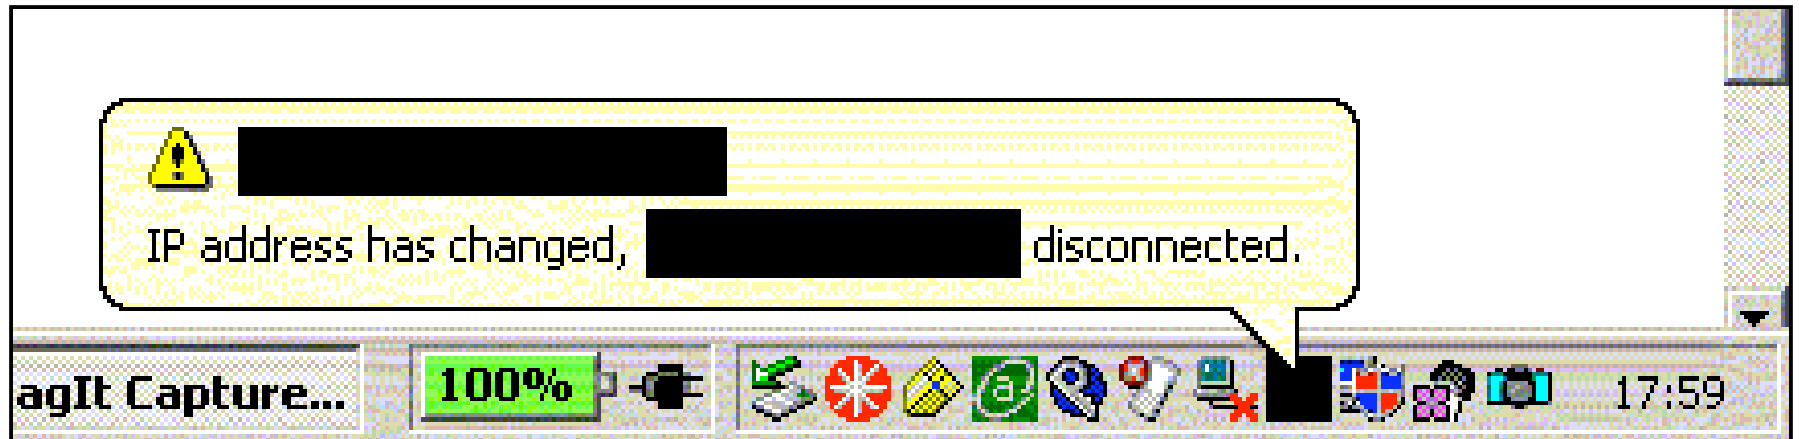 IP address has changed, disconnected.
agIt Capture...
100%
17:59